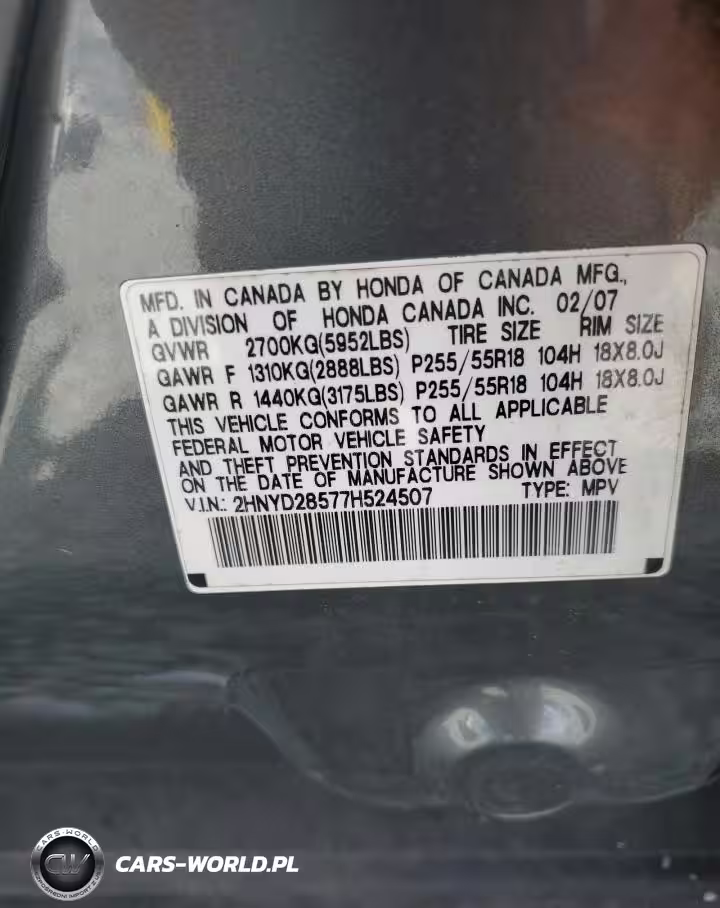 MFD. IN CANADA BY HONDA OF CANADA MFG.,
A DIVISION OF HONDA CANADA INC. 02/07
GVWR 2700KG(5952LBS) TIRE SIZE RIM SIZE
GAWR F 1310KG(2888LBS) P255/55R18 104H 18X8.0J
GAWR R 1440KG(3175LBS) P255/55R18 104H 18X8.0J
THIS VEHICLE CONFORMS TO ALL APPLICABLE
FEDERAL MOTOR VEHICLE SAFETY
AND THEFT PREVENTION STANDARDS IN EFFECT
ON THE DATE OF MANUFACTURE SHOWN ABOVE
V.I.N.: 2HNYD28577H524507 TYPE: MPV
CARS-WORLD
CW
CARS-WORLD.PL